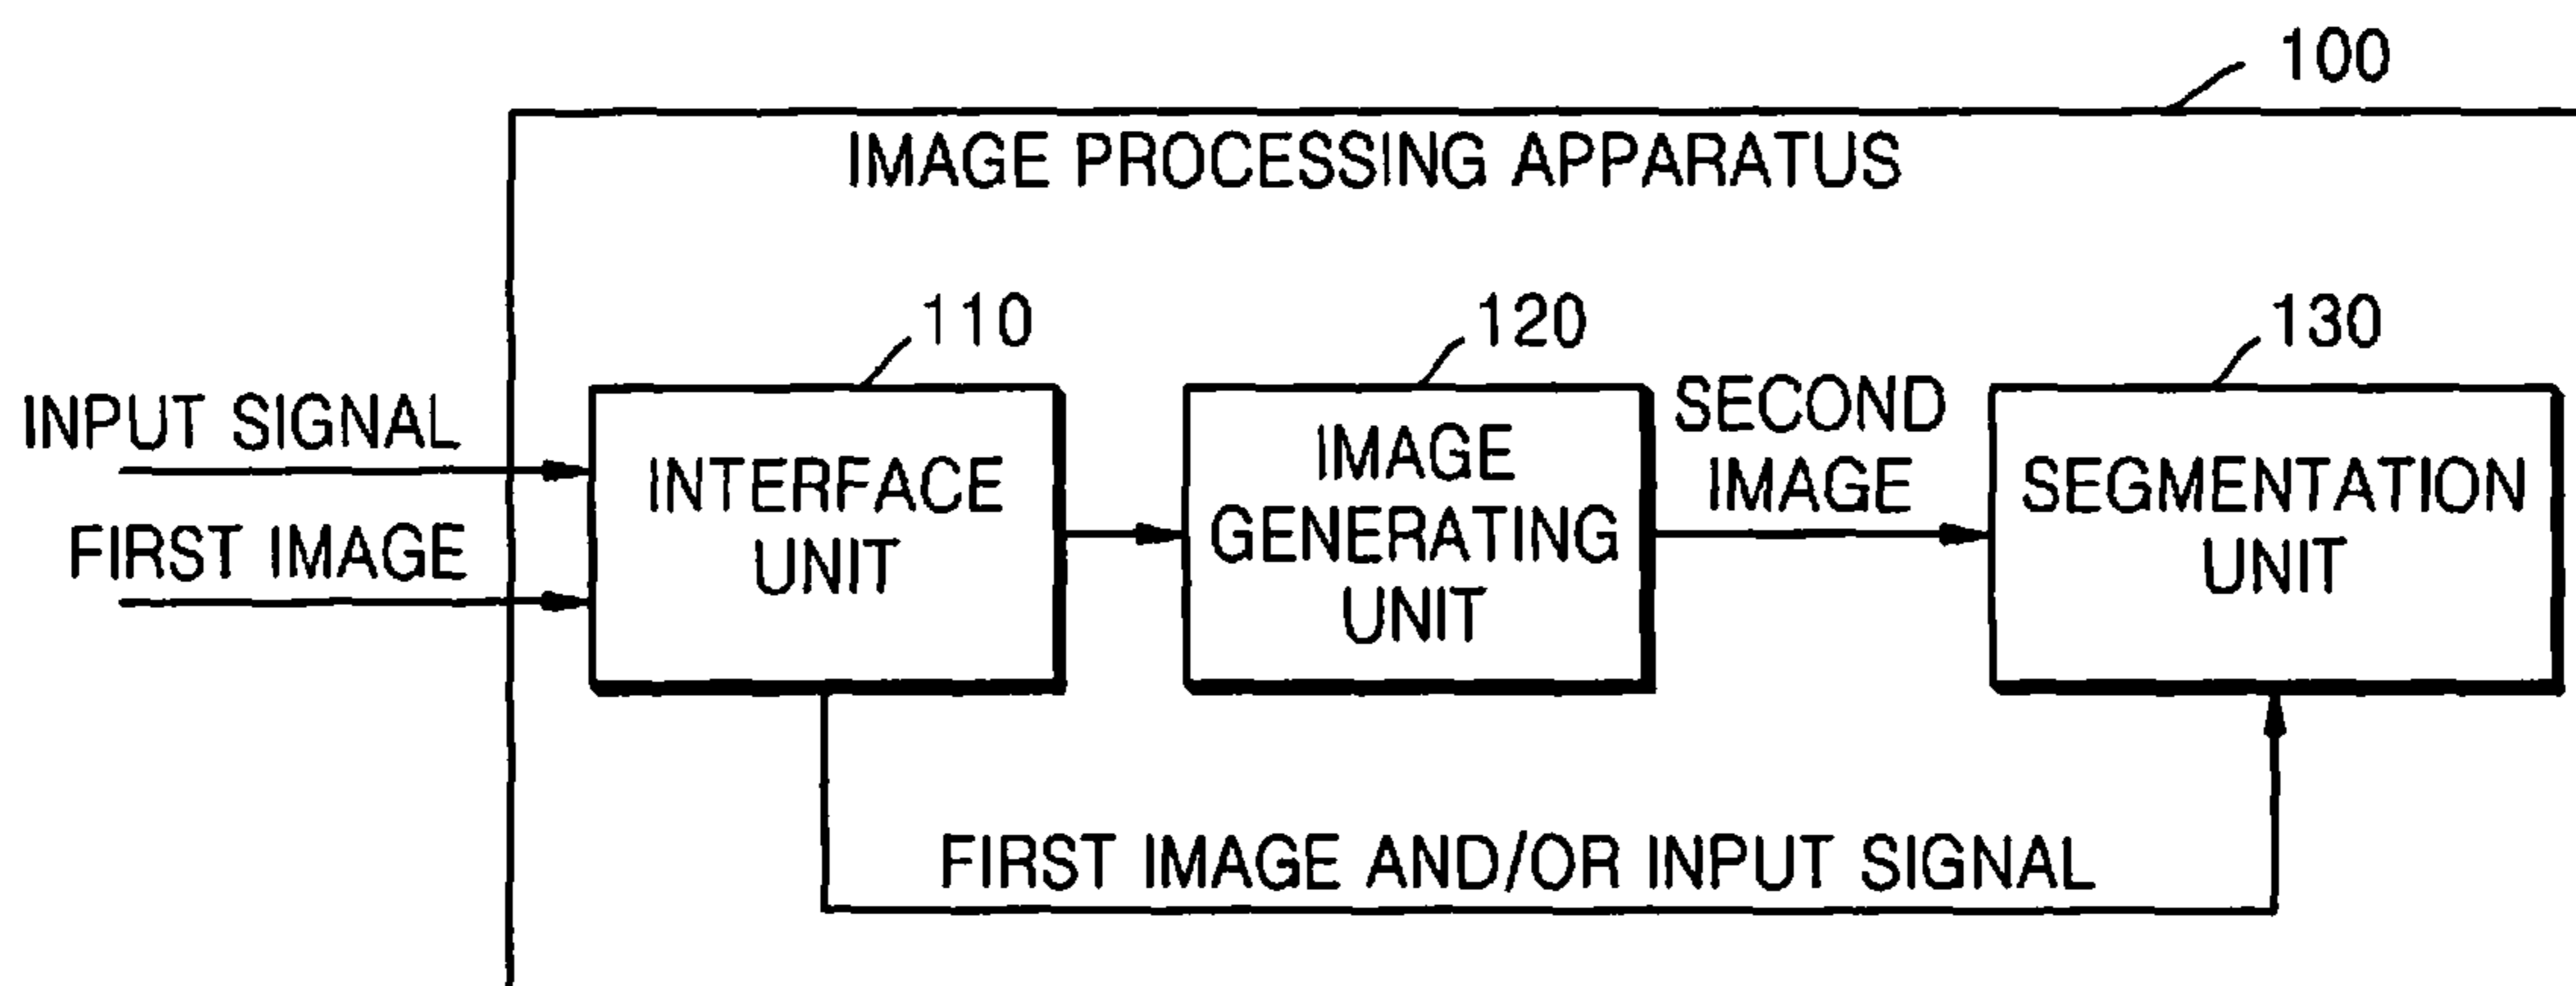 100
IMAGE PROCESSING APPARATUS
110
120
130
INPUT SIGNAL
FIRST IMAGE
INTERFACE
UNIT
IMAGE
GENERATING
UNIT
SECOND
IMAGE
SEGMENTATION
UNIT
FIRST IMAGE AND/OR INPUT SIGNAL